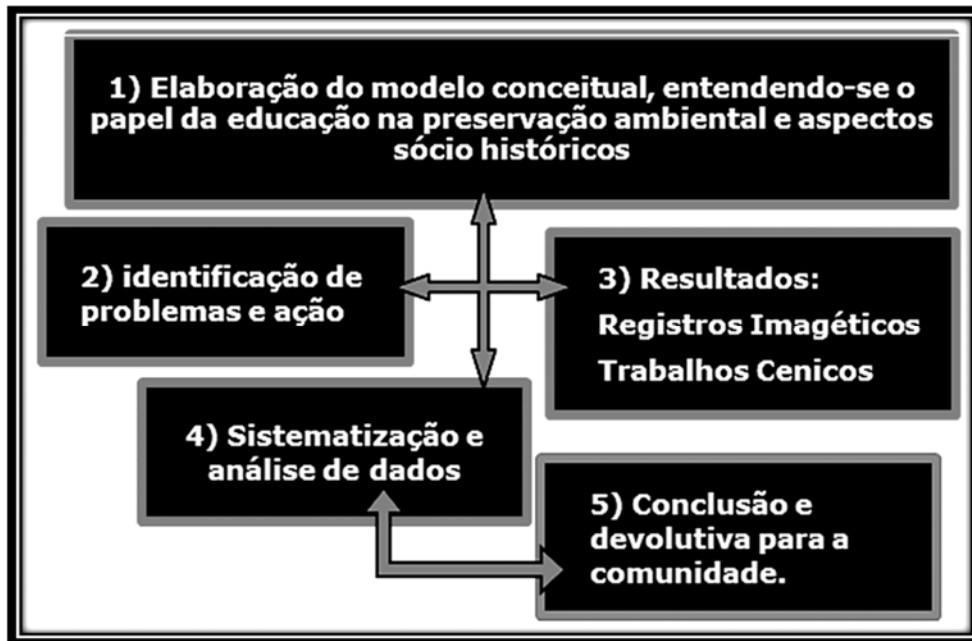 1) Elaboração do modelo conceitual, entendendo-se o
papel da educação na preservação ambiental e aspectos
sócio históricos
2) identificação de
problemas e ação
3) Resultados:
Registros Imagéticos
Trabalhos Cenicos
4) Sistematização e
análise de dados
5) Conclusão e
devolutiva para a
comunidade.